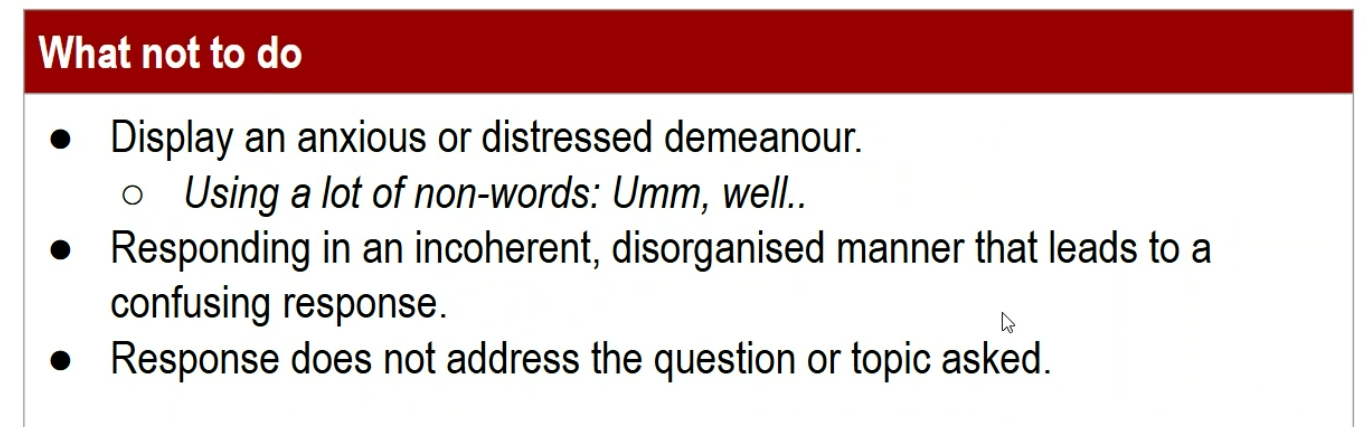 What not to do
● Display an anxious or distressed demeanour.
○ Using a lot of non-words: Umm, well..
● Responding in an incoherent, disorganised manner that leads to a
confusing response.
● Response does not address the question or topic asked.